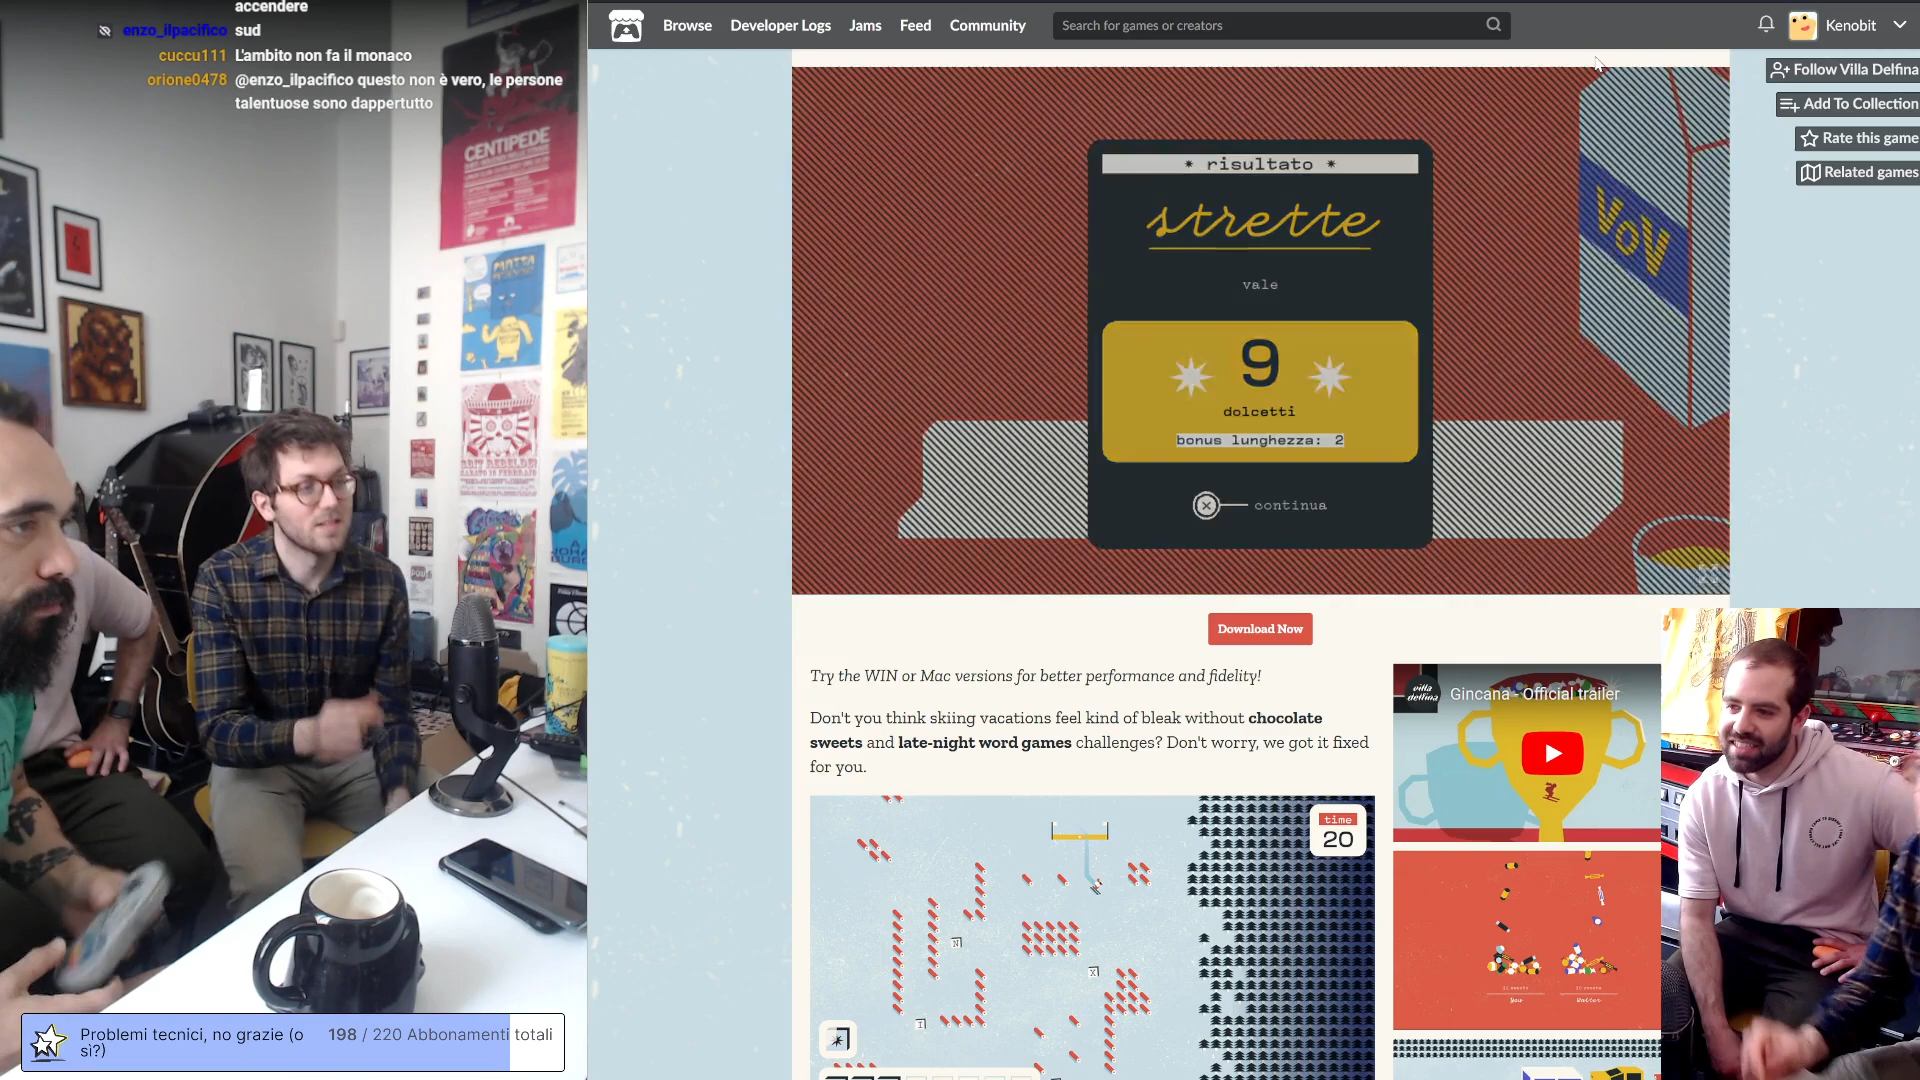 accendere
enzo_ilpacifico sud
cuccu111 L'ambito non fa il monaco
orione0478 @enzo_ilpacifico questo non è vero, le persone
talentuose sono dappertutto
CENTIPEDE
Problemi tecnici, no grazie (o
sì?)
198 / 220 Abbonamenti totali
Browse
Developer Logs
Jams
Feed
Community
Search for games or creators
Kenobit
Follow Villa Delfina
Add To Collection
Rate this game
Related games
* risultato *
strette
vale
9
dolcetti
bonus lunghezza: 2
continua
VoV
Download Now
Try the WIN or Mac versions for better performance and fidelity!
Don't you think skiing vacations feel kind of bleak without chocolate
sweets and late-night word games challenges? Don't worry, we got it fixed
for you.
time
20
N
X
I
villa
delfina
Gincana - Official trailer